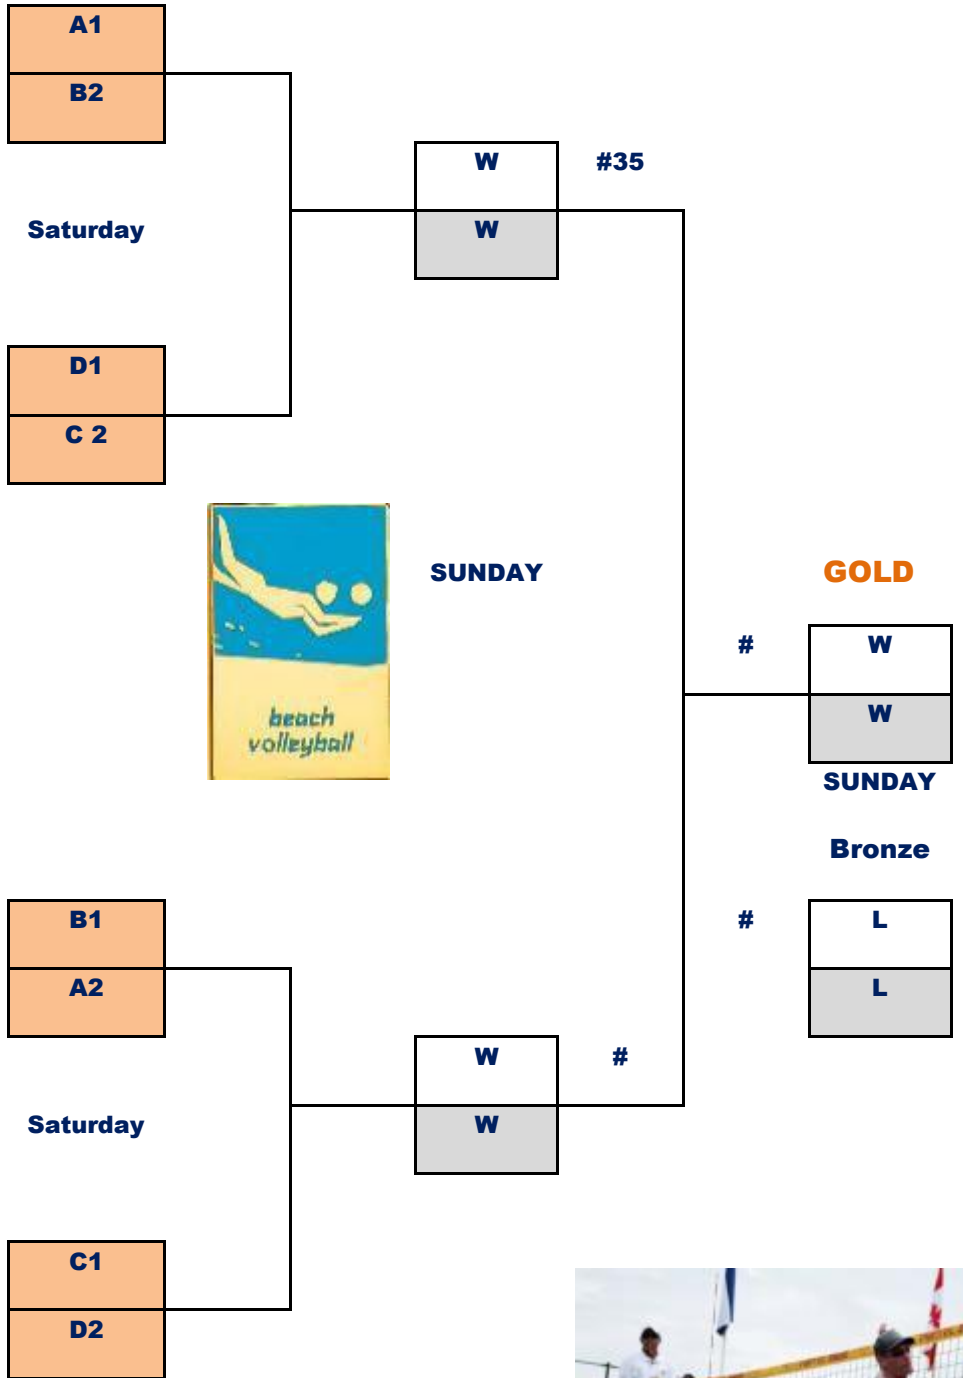 A1
B2
W #35
Saturday
W
D1
C 2
SUNDAY
GOLD
# W
beach
volleyball
W
SUNDAY
Bronze
B1
# L
A2
L
W #
Saturday
W
C1
D2